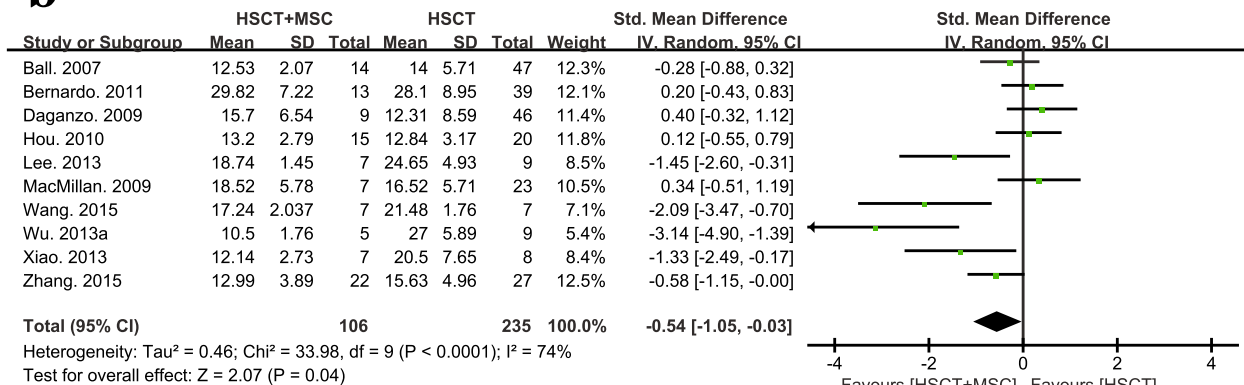 b
HSCT+MSC HSCT Std. Mean Difference Std. Mean Difference
Study or Subgroup Mean SD Total Mean SD Total Weight IV. Random. 95% CI IV. Random. 95% CI
Ball. 2007 12.53 2.07 14 14 5.71 47 12.3% -0.28 [-0.88, 0.32]
Bernardo. 2011 29.82 7.22 13 28.1 8.95 39 12.1% 0.20 [-0.43, 0.83]
Daganzo. 2009 15.7 6.54 9 12.31 8.59 46 11.4% 0.40 [-0.32, 1.12]
Hou. 2010 13.2 2.79 15 12.84 3.17 20 11.8% 0.12 [-0.55, 0.79]
Lee. 2013 18.74 1.45 7 24.65 4.93 9 8.5% -1.45 [-2.60, -0.31]
MacMillan. 2009 18.52 5.78 7 16.52 5.71 23 10.5% 0.34 [-0.51, 1.19]
Wang. 2015 17.24 2.037 7 21.48 1.76 7 7.1% -2.09 [-3.47, -0.70]
Wu. 2013a 10.5 1.76 5 27 5.89 9 5.4% -3.14 [-4.90, -1.39]
Xiao. 2013 12.14 2.73 7 20.5 7.65 8 8.4% -1.33 [-2.49, -0.17]
Zhang. 2015 12.99 3.89 22 15.63 4.96 27 12.5% -0.58 [-1.15, -0.00]
Total (95% CI) 106 235 100.0% -0.54 [-1.05, -0.03]
Heterogeneity: Tau² = 0.46; Chi² = 33.98, df = 9 (P < 0.0001); I² = 74%
Test for overall effect: Z = 2.07 (P = 0.04)
-4 -2 0 2 4
Favours [HSCT+MSC] Favours [HSCT]